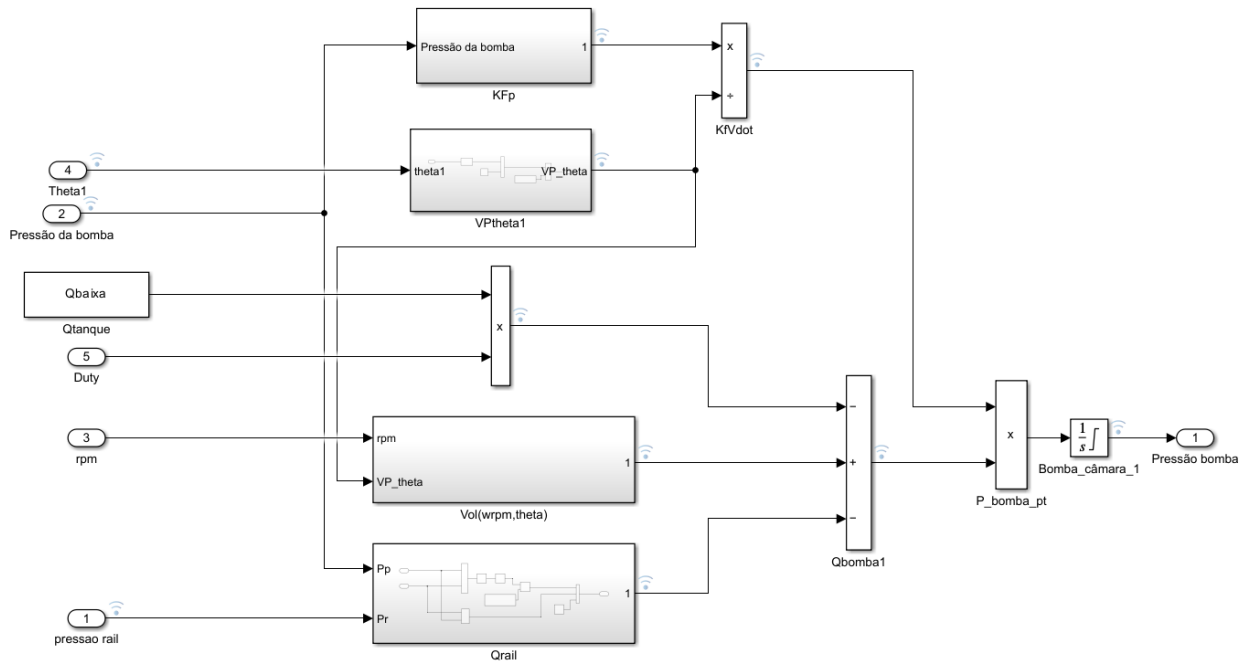 Pressão da bomba
1
KFp
x
÷
KfVdot
4
Theta1
theta1
VP_theta
VPtheta1
2
Pressão da bomba
Qbaixa
Qtanque
x
5
Duty
3
rpm
rpm
VP_theta
1
Vol(wrpm,theta)
−
+
−
Qbomba1
x
P_bomba_pt
1
s
Bomba_câmara_1
1
Pressão bomba
Pp
Pr
1
Qrail
1
pressao rail